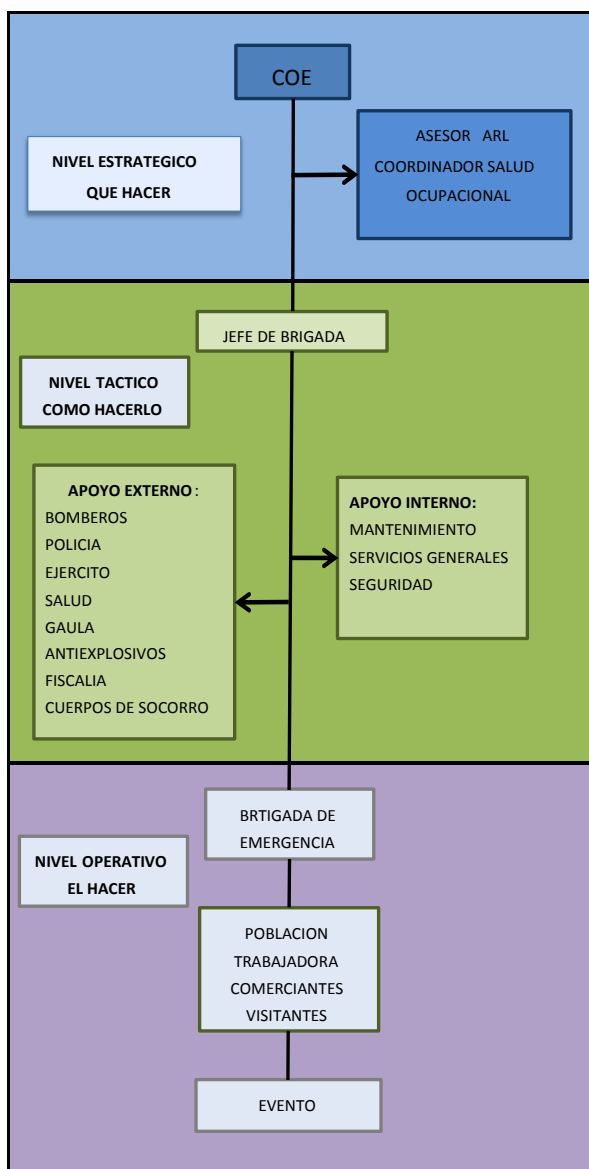 COE
NIVEL ESTRATEGICO
QUE HACER
ASESOR ARL
COORDINADOR SALUD
OCUPACIONAL
JEFE DE BRIGADA
NIVEL TACTICO
COMO HACERLO
APOYO EXTERNO :
BOMBEROS
POLICIA
EJERCITO
SALUD
GAULA
ANTIEXPLOSIVOS
FISCALIA
CUERPOS DE SOCORRO
APOYO INTERNO:
MANTENIMIENTO
SERVICIOS GENERALES
SEGURIDAD
BRTIGADA DE
EMERGENCIA
NIVEL OPERATIVO
EL HACER
POBLACION
TRABAJADORA
COMERCIANTES
VISITANTES
EVENTO